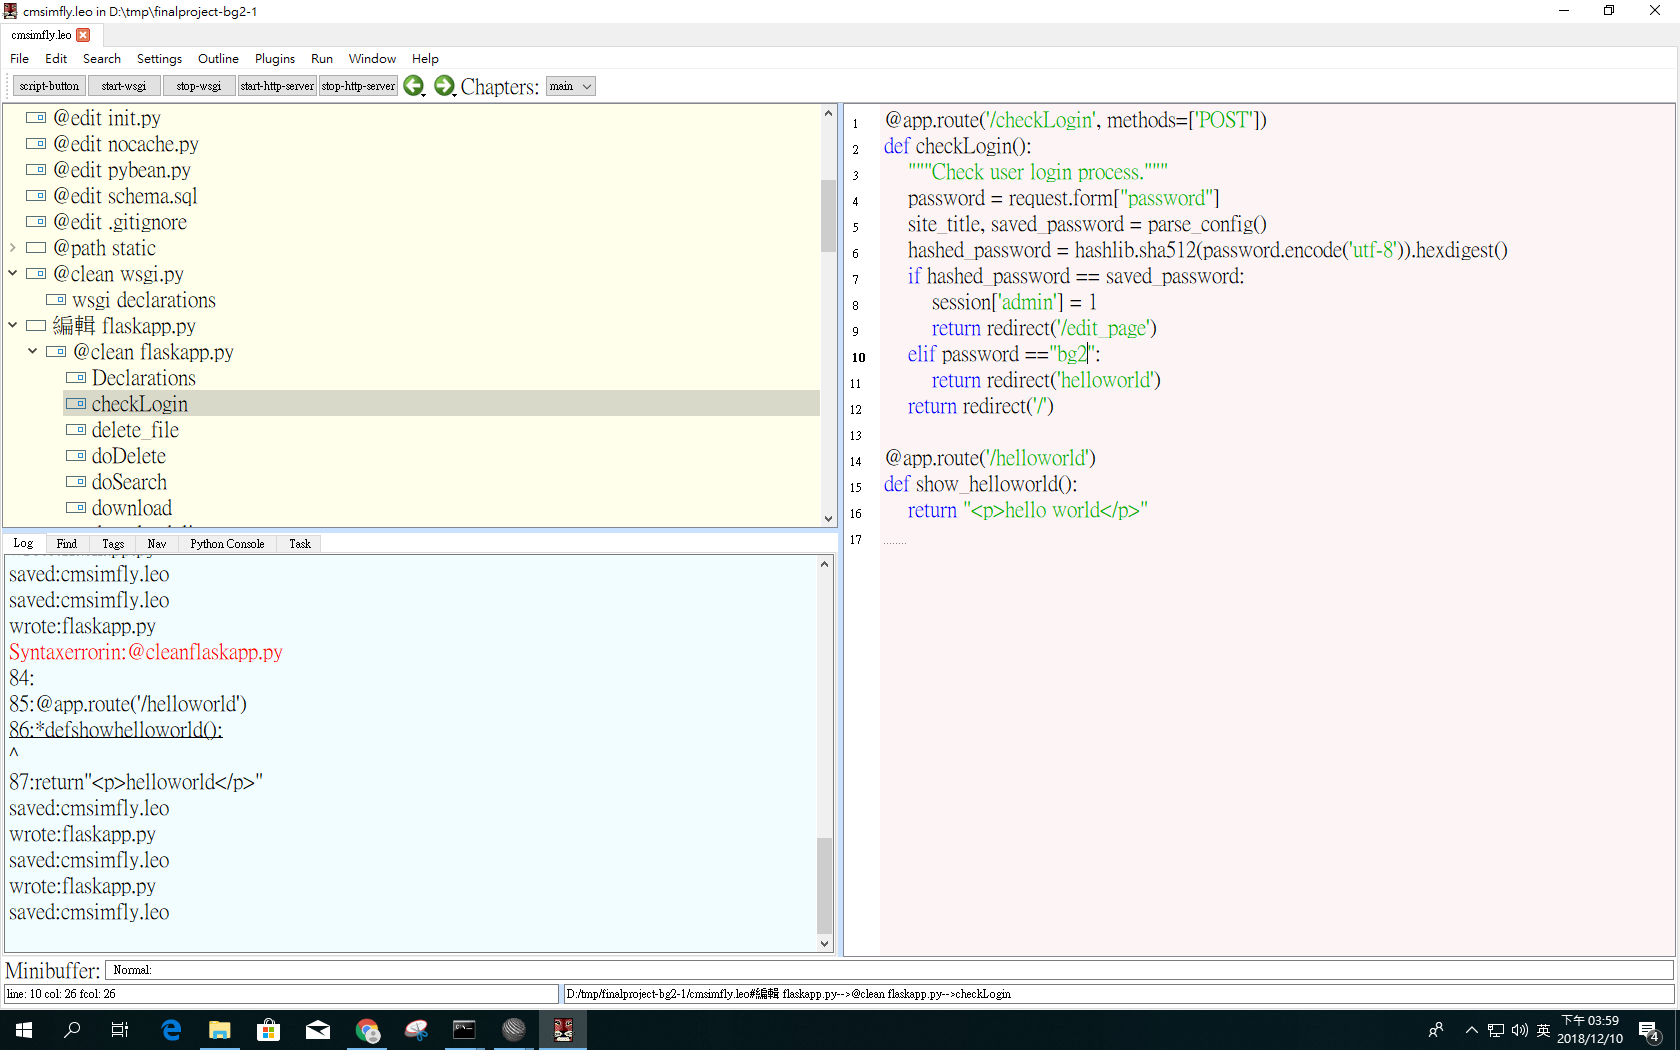 cmsimfly.leo in D:\tmp\finalproject-bg2-1
cmsimfly.leo
File Edit Search Settings Outline Plugins Run Window Help
script-button start-wsgi stop-wsgi start-http-server stop-http-server Chapters: main
@edit init.py
@edit nocache.py
@edit pybean.py
@edit schema.sql
@edit .gitignore
@path static
@clean wsgi.py
wsgi declarations
編輯 flaskapp.py
@clean flaskapp.py
Declarations
checkLogin
delete_file
doDelete
doSearch
download
Log Find Tags Nav Python Console Task
saved:cmsimfly.leo
saved:cmsimfly.leo
wrote:flaskapp.py
Syntaxerrorin:@cleanflaskapp.py
84:
85:@app.route('/helloworld')
86:*defshowhelloworld():
^
87:return"<p>helloworld</p>"
saved:cmsimfly.leo
wrote:flaskapp.py
saved:cmsimfly.leo
wrote:flaskapp.py
saved:cmsimfly.leo
1 @app.route('/checkLogin', methods=['POST'])
2 def checkLogin():
3 """Check user login process."""
4 password = request.form["password"]
5 site_title, saved_password = parse_config()
6 hashed_password = hashlib.sha512(password.encode('utf-8')).hexdigest()
7 if hashed_password == saved_password:
8 session['admin'] = 1
9 return redirect('/edit_page')
10 elif password =="bg2":
11 return redirect('helloworld')
12 return redirect('/')
13
14 @app.route('/helloworld')
15 def show_helloworld():
16 return "<p>hello world</p>"
17 ........
Minibuffer: Normal:
line: 10 col: 26 fcol: 26
D:/tmp/finalproject-bg2-1/cmsimfly.leo#編輯 flaskapp.py-->@clean flaskapp.py-->checkLogin
英
下午 03:59
2018/12/10
4